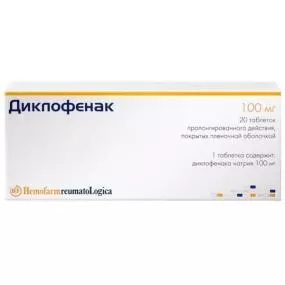 Диклофенак
100 мг
20 таблеток
пролонгированного действия,
покрытых пленочной оболочкой
1 таблетка содержит:
диклофенака натрия 100 мг
HemofarmreumatoLogica